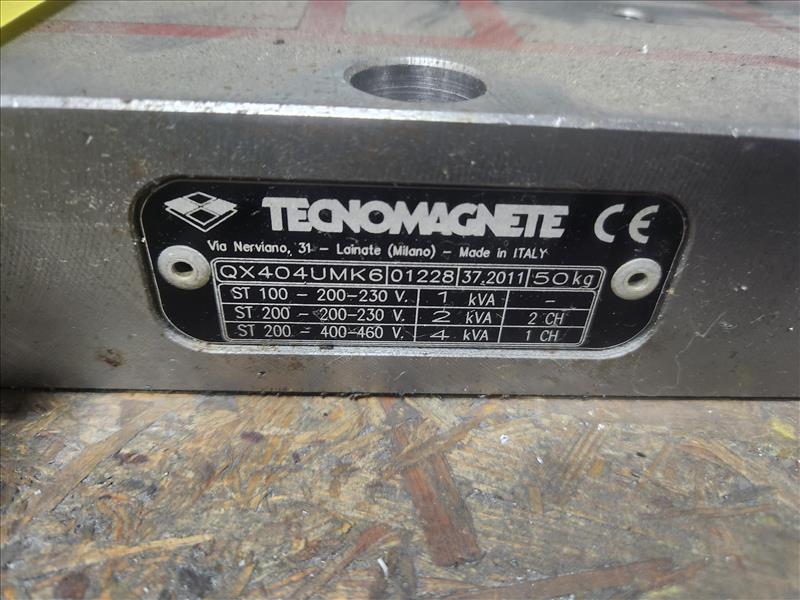 TECNOMAGNETE CE
Via Nerviano, 31 - Lainate (Milano) - Made in ITALY
QX404UMK6 01228 37.2011 50kg
ST 100 - 200-230 V. 1 kVA -
ST 200 - 200-230 V. 2 kVA 2 CH
ST 200 - 400-460 V. 4 kVA 1 CH